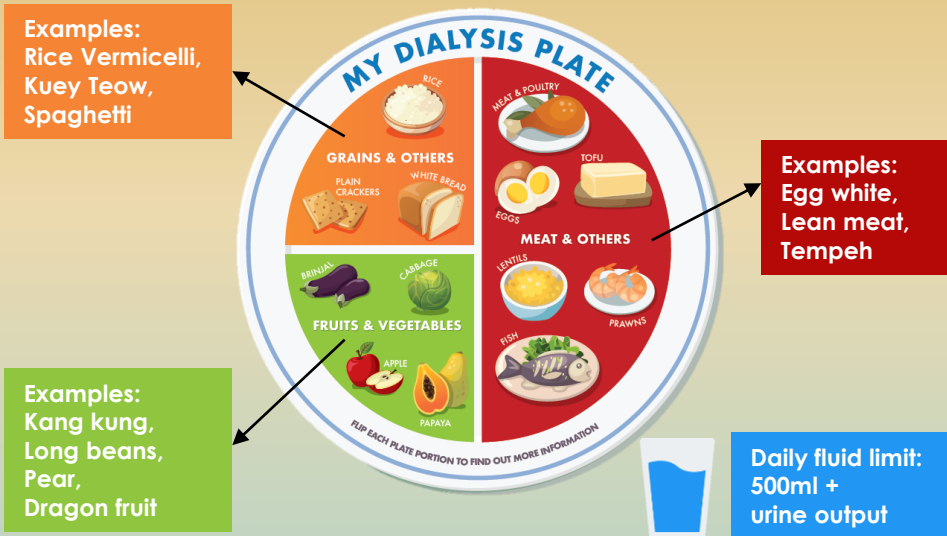 Examples:
Rice Vermicelli,
Kuey Teow,
Spaghetti
MY DIALYSIS PLATE
RICE
GRAINS & OTHERS
PLAIN
CRACKERS
WHITE BREAD
MEAT & POULTRY
TOFU
EGGS
MEAT & OTHERS
LENTILS
PRAWNS
FISH
Examples:
Egg white,
Lean meat,
Tempeh
BRINJAL
CABBAGE
FRUITS & VEGETABLES
APPLE
PAPAYA
FLIP EACH PLATE PORTION TO FIND OUT MORE INFORMATION
Examples:
Kang kung,
Long beans,
Pear,
Dragon fruit
Daily fluid limit:
500ml +
urine output